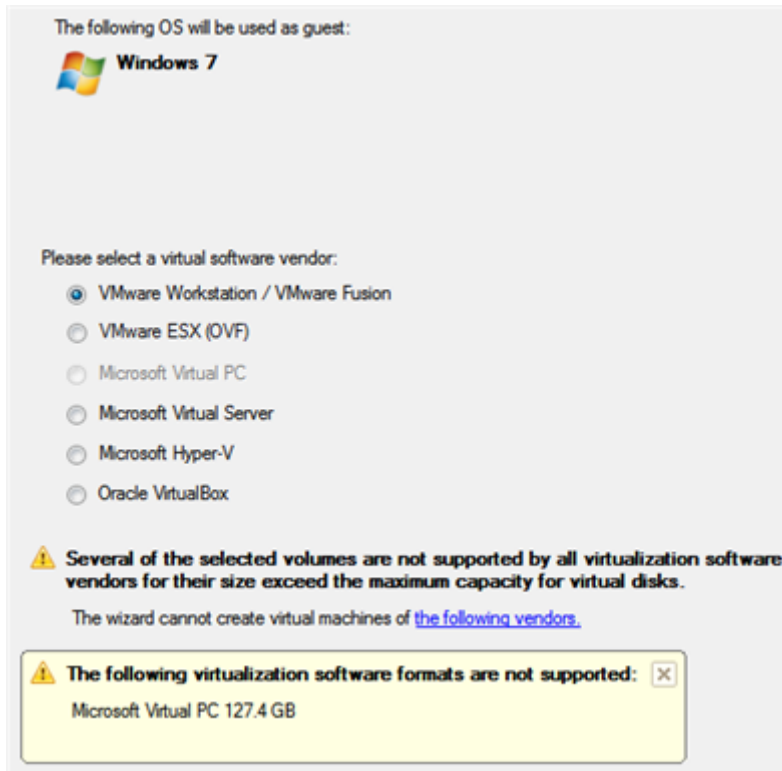 The following OS will be used as guest:
Windows 7
Please select a virtual software vendor:
VMware Workstation / VMware Fusion
VMware ESX (OVF)
Microsoft Virtual PC
Microsoft Virtual Server
Microsoft Hyper-V
Oracle VirtualBox
Several of the selected volumes are not supported by all virtualization software
vendors for their size exceed the maximum capacity for virtual disks.
The wizard cannot create virtual machines of the following vendors.
The following virtualization software formats are not supported:
Microsoft Virtual PC 127.4 GB